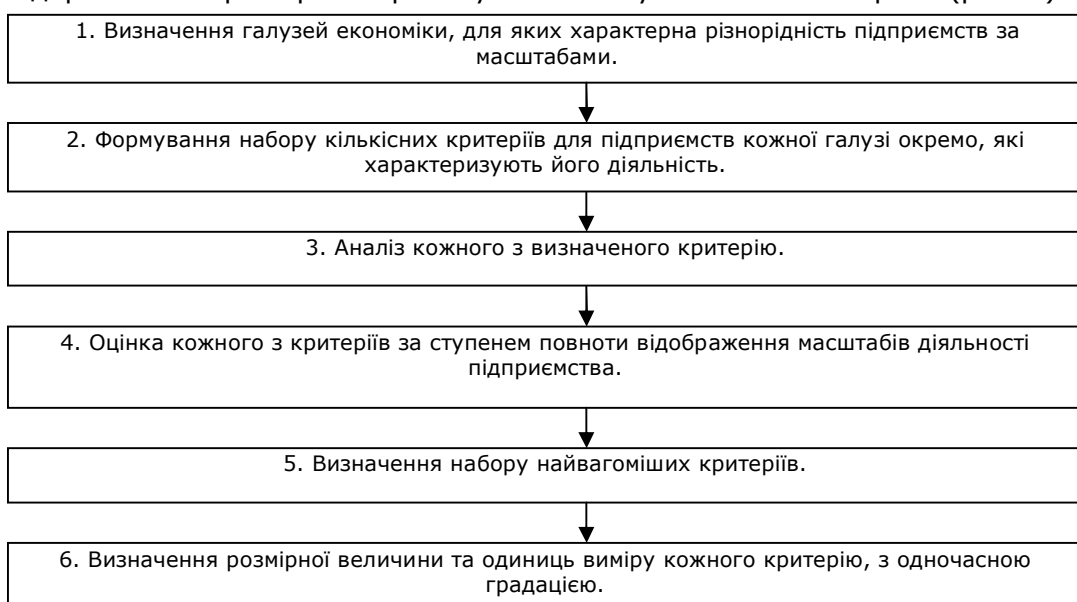 1. Визначення галузей економіки, для яких характерна різнорідність підприємств за
масштабами.
2. Формування набору кількісних критеріїв для підприємств кожної галузі окремо, які
характеризують його діяльність.
3. Аналіз кожного з визначеного критерію.
4. Оцінка кожного з критеріїв за ступенем повноти відображення масштабів діяльності
підприємства.
5. Визначення набору найвагоміших критеріїв.
6. Визначення розмірної величини та одиниць виміру кожного критерію, з одночасною
градацією.